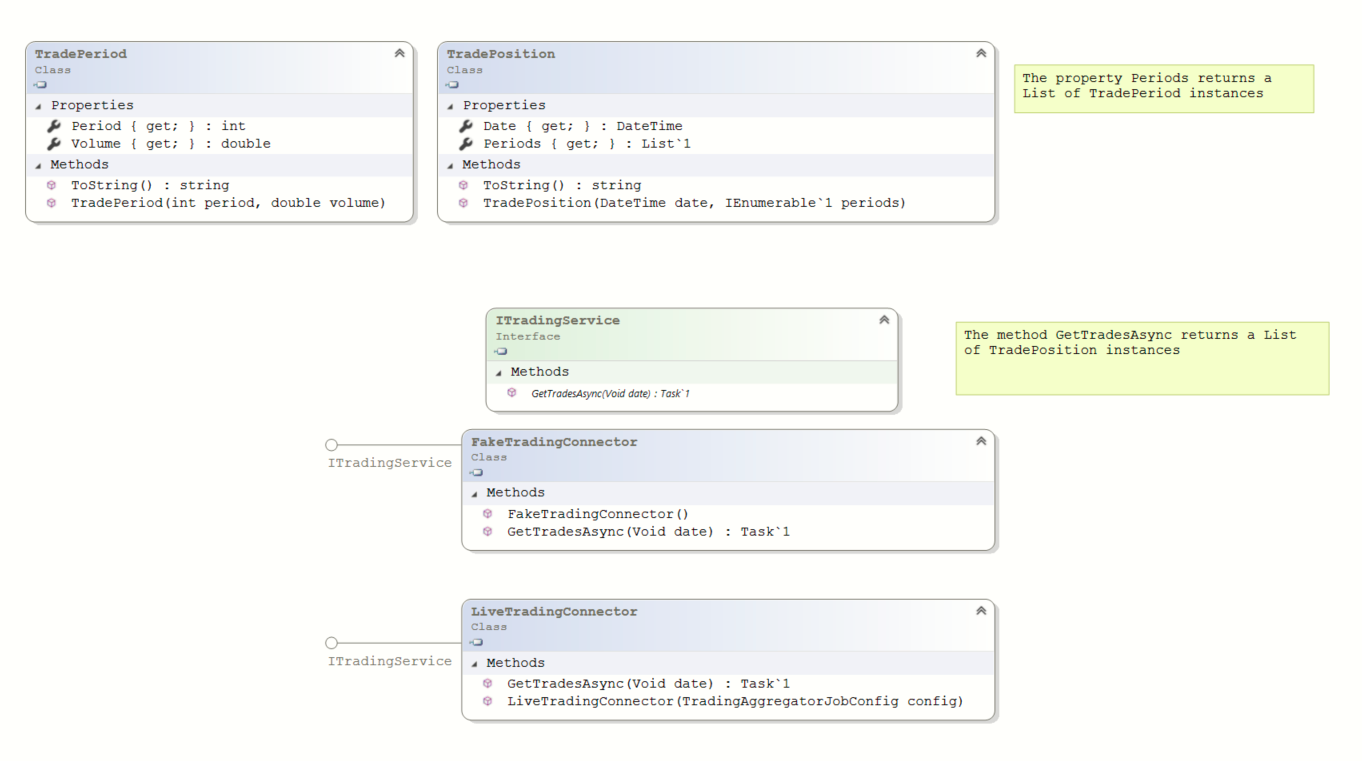 TradePeriod
Class
Properties
Period { get; } : int
Volume { get; } : double
Methods
ToString() : string
TradePeriod(int period, double volume)
TradePosition
Class
Properties
Date { get; } : DateTime
Periods { get; } : List`1
Methods
ToString() : string
TradePosition(DateTime date, IEnumerable`1 periods)
The property Periods returns a
List of TradePeriod instances
ITradingService
Interface
Methods
GetTradesAsync(Void date) : Task`1
The method GetTradesAsync returns a List
of TradePosition instances
ITradingService
FakeTradingConnector
Class
Methods
FakeTradingConnector()
GetTradesAsync(Void date) : Task`1
ITradingService
LiveTradingConnector
Class
Methods
GetTradesAsync(Void date) : Task`1
LiveTradingConnector(TradingAggregatorJobConfig config)